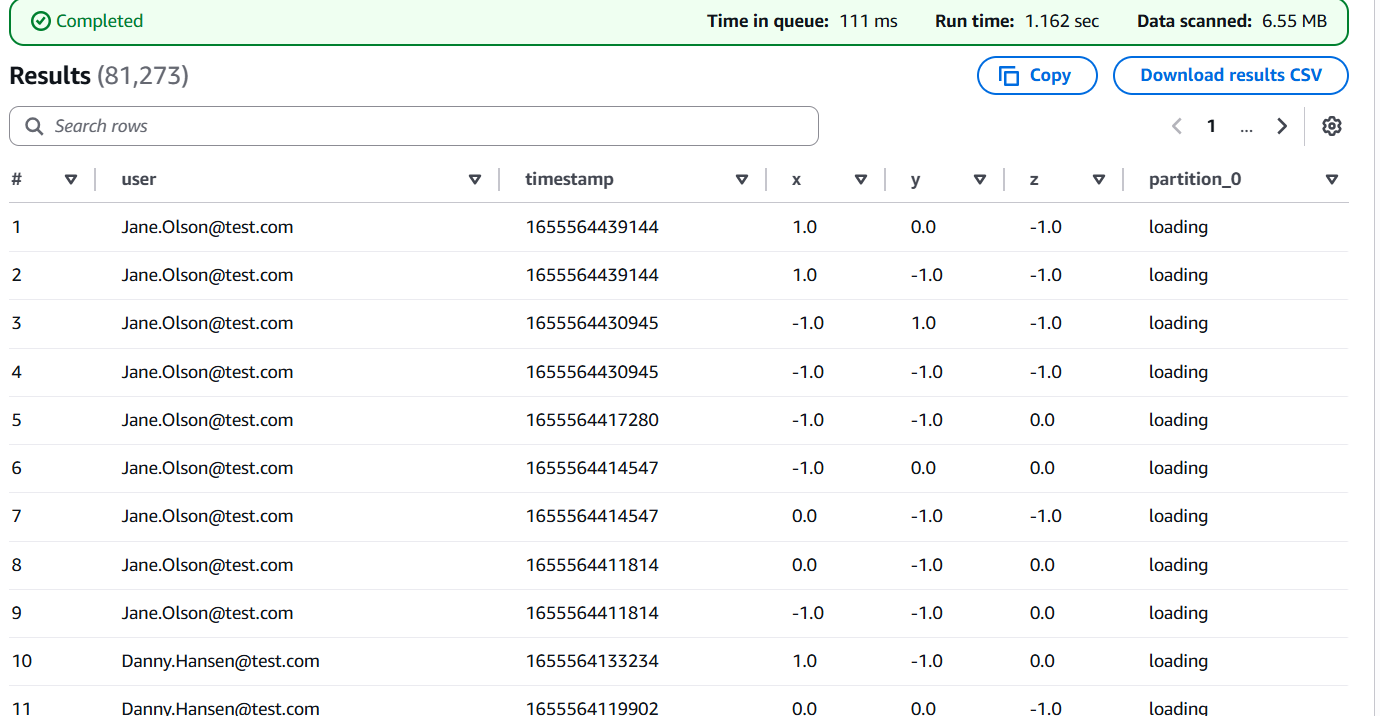 Completed Time in queue: 111 ms Run time: 1.162 sec Data scanned: 6.55 MB
Results (81,273) Copy Download results CSV
Search rows 1 ...
# user timestamp x y z partition_0
1 Jane.Olson@test.com 1655564439144 1.0 0.0 -1.0 loading
2 Jane.Olson@test.com 1655564439144 1.0 -1.0 -1.0 loading
3 Jane.Olson@test.com 1655564430945 -1.0 1.0 -1.0 loading
4 Jane.Olson@test.com 1655564430945 -1.0 -1.0 -1.0 loading
5 Jane.Olson@test.com 1655564417280 -1.0 -1.0 0.0 loading
6 Jane.Olson@test.com 1655564414547 -1.0 0.0 0.0 loading
7 Jane.Olson@test.com 1655564414547 0.0 -1.0 -1.0 loading
8 Jane.Olson@test.com 1655564411814 0.0 -1.0 0.0 loading
9 Jane.Olson@test.com 1655564411814 -1.0 -1.0 0.0 loading
10 Danny.Hansen@test.com 1655564133234 1.0 -1.0 0.0 loading
11 Danny.Hansen@test.com 1655564119902 0.0 0.0 -1.0 loading